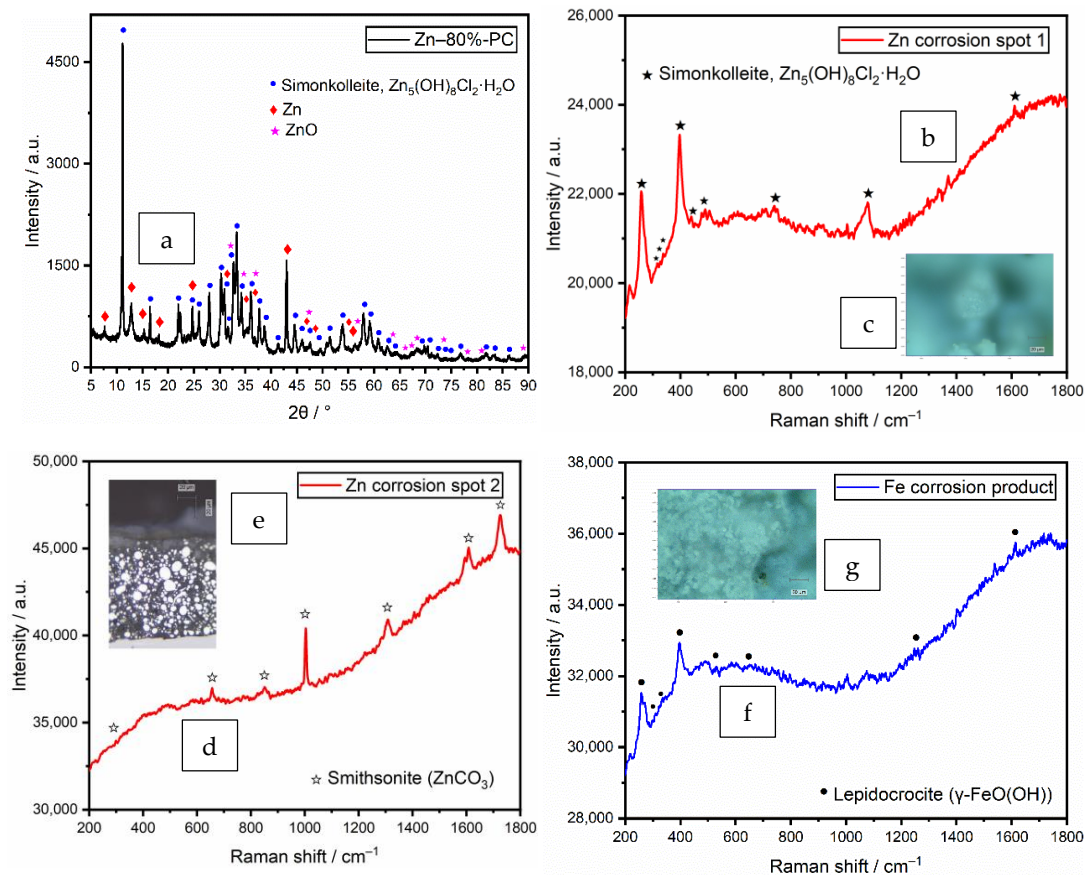 Zn–80%-PC
Simonkolleite, Zn₅(OH)₈Cl₂·H₂O
Zn
ZnO
a
4500
3000
1500
0
Intensity / a.u.
5 10 15 20 25 30 35 40 45 50 55 60 65 70 75 80 85 90
2θ / °
26,000
24,000
22,000
20,000
18,000
Intensity / a.u.
Zn corrosion spot 1
★ Simonkolleite, Zn₅(OH)₈Cl₂·H₂O
b
c
200 400 600 800 1000 1200 1400 1600 1800
Raman shift / cm⁻¹
50,000
45,000
40,000
35,000
30,000
Intensity / a.u.
Zn corrosion spot 2
e
d
☆ Smithsonite (ZnCO₃)
200 400 600 800 1000 1200 1400 1600 1800
Raman shift / cm⁻¹
38,000
36,000
34,000
32,000
30,000
28,000
Intensity / a.u.
Fe corrosion product
g
f
• Lepidocrocite (γ-FeO(OH))
200 400 600 800 1000 1200 1400 1600 1800
Raman shift / cm⁻¹